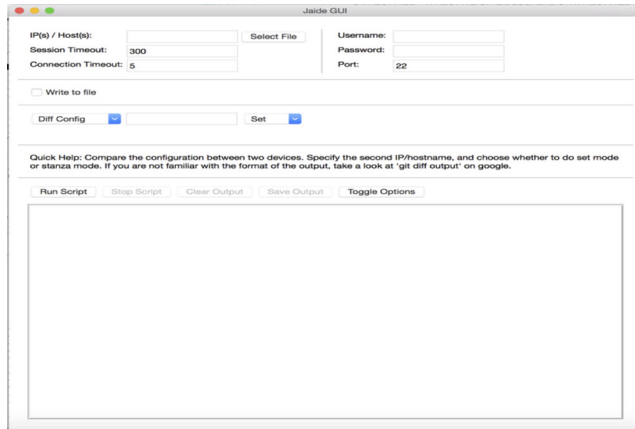 Jaide GUI
IP(s) / Host(s): Select File Username:
Session Timeout: 300 Password:
Connection Timeout: 5 Port: 22
Write to file
Diff Config Set
Quick Help: Compare the configuration between two devices. Specify the second IP/hostname, and choose whether to do set mode
or stanza mode. If you are not familiar with the format of the output, take a look at 'git diff output' on google.
Run Script Stop Script Clear Output Save Output Toggle Options